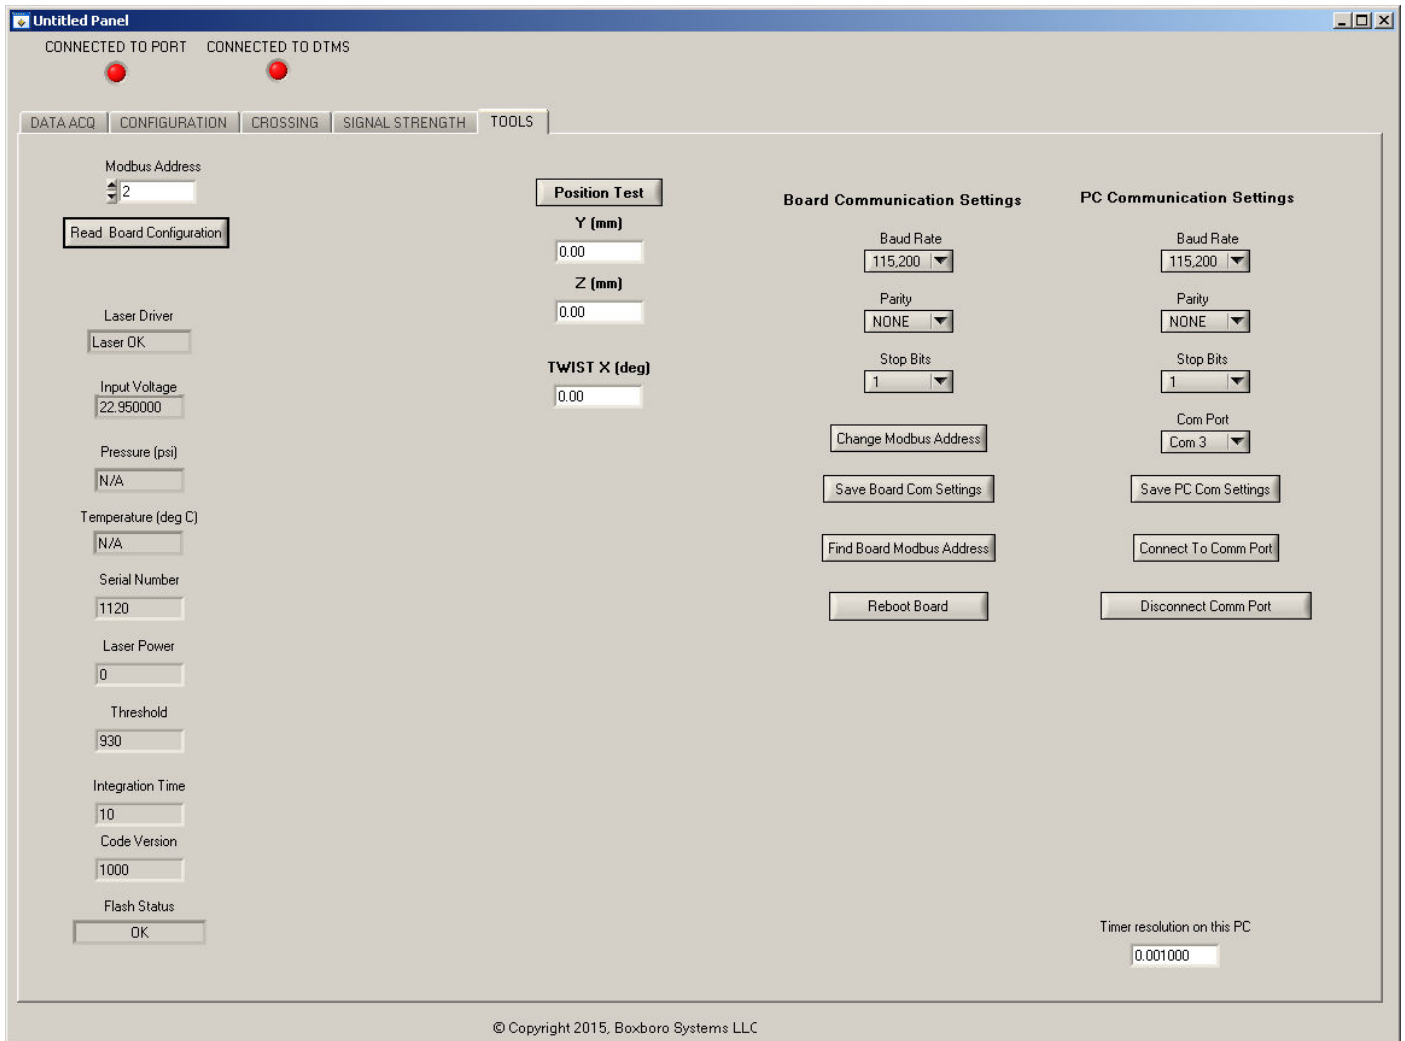 Untitled Panel
CONNECTED TO PORT
CONNECTED TO DTMS
DATA ACQ
CONFIGURATION
CROSSING
SIGNAL STRENGTH
TOOLS
Modbus Address
2
Read Board Configuration
Laser Driver
Laser OK
Input Voltage
22.950000
Pressure (psi)
N/A
Temperature (deg C)
N/A
Serial Number
1120
Laser Power
0
Threshold
930
Integration Time
10
Code Version
1000
Flash Status
OK
Position Test
Y (mm)
0.00
Z (mm)
0.00
TWIST X (deg)
0.00
Board Communication Settings
Baud Rate
115,200
Parity
NONE
Stop Bits
1
Change Modbus Address
Save Board Com Settings
Find Board Modbus Address
Reboot Board
PC Communication Settings
Baud Rate
115,200
Parity
NONE
Stop Bits
1
Com Port
Com 3
Save PC Com Settings
Connect To Comm Port
Disconnect Comm Port
Timer resolution on this PC
0.001000
© Copyright 2015, Boxboro Systems LLC